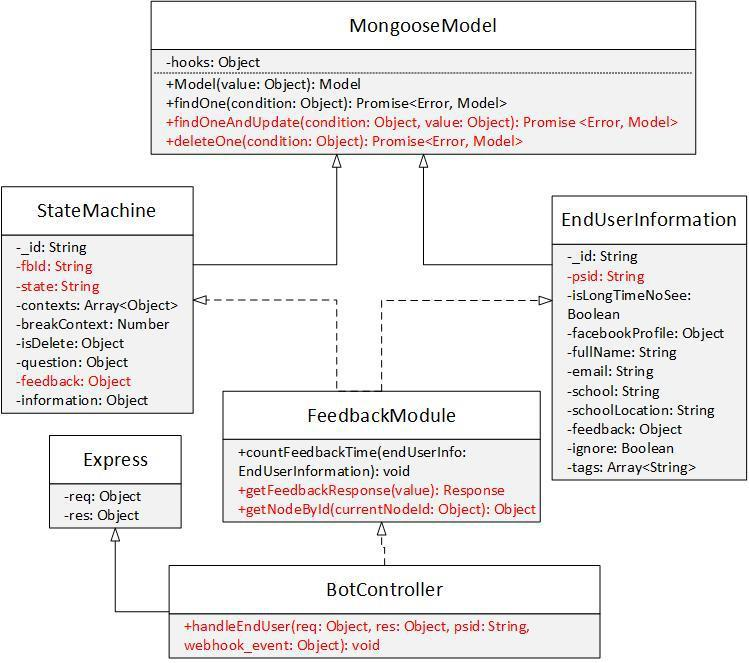 MongooseModel
-hooks: Object
+Model(value: Object): Model
+findOne(condition: Object): Promise<Error, Model>
+findOneAndUpdate(condition: Object, value: Object): Promise <Error, Model>
+deleteOne(condition: Object): Promise<Error, Model>
StateMachine
-_id: String
-fbId: String
-state: String
-contexts: Array<Object>
-breakContext: Number
-isDelete: Object
-question: Object
-feedback: Object
-information: Object
EndUserInformation
-_id: String
-psid: String
-isLongTimeNoSee:
Boolean
-facebookProfile: Object
-fullName: String
-email: String
-school: String
-schoolLocation: String
-feedback: Object
-ignore: Boolean
-tags: Array<String>
FeedbackModule
+countFeedbackTime(endUserInfo:
EndUserInformation): void
+getFeedbackResponse(value): Response
+getNodeById(currentNodeId: Object): Object
Express
-req: Object
-res: Object
BotController
+handleEndUser(req: Object, res: Object, psid: String,
webhook_event: Object): void